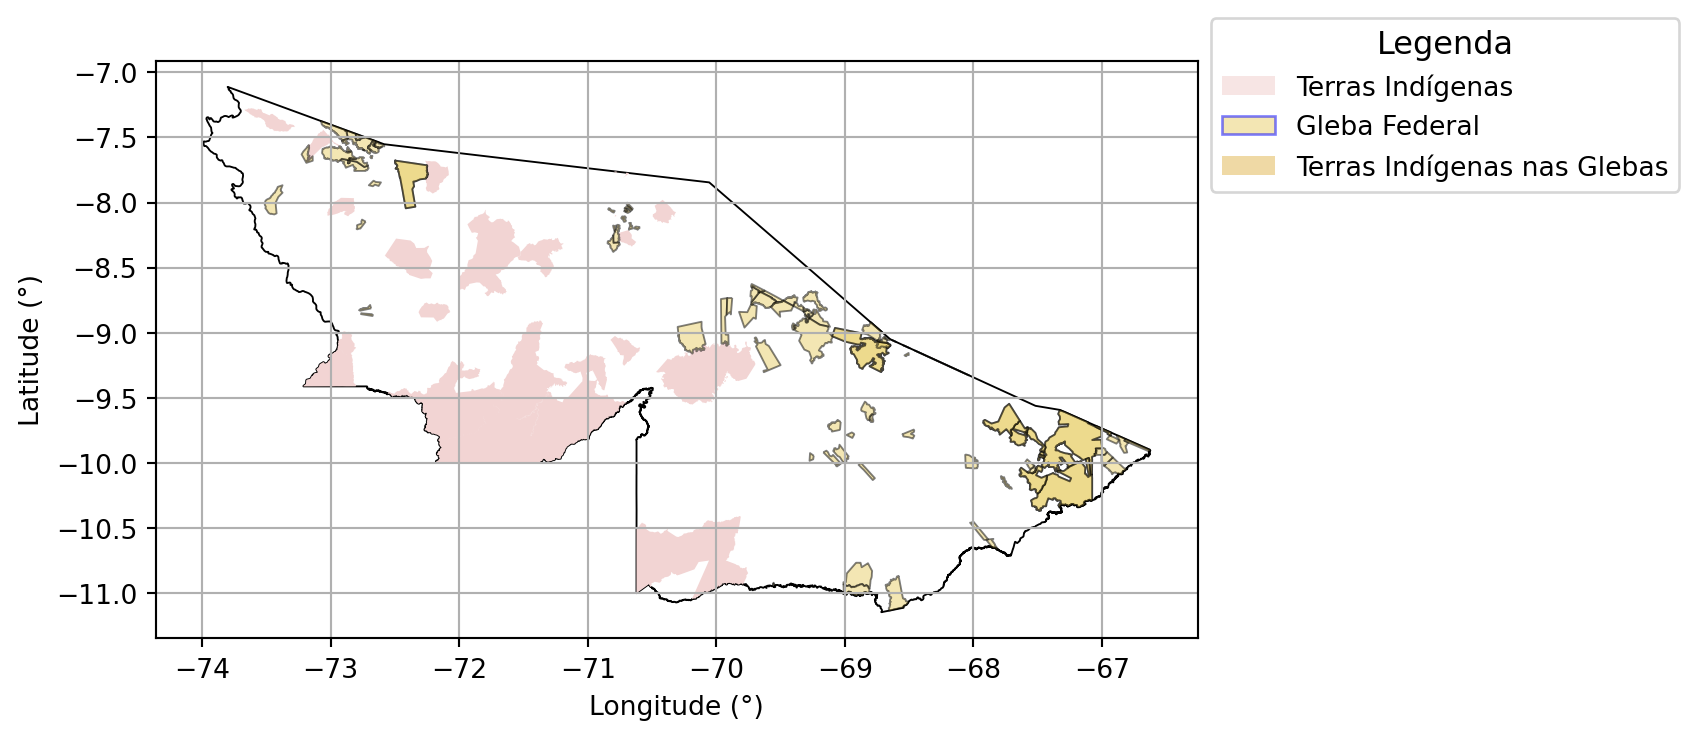 Legenda
Terras Indígenas
Gleba Federal
Terras Indígenas nas Glebas
−7.0
−7.5
−8.0
−8.5
−9.0
−9.5
−10.0
−10.5
−11.0
Latitude (°)
−74 −73 −72 −71 −70 −69 −68 −67
Longitude (°)